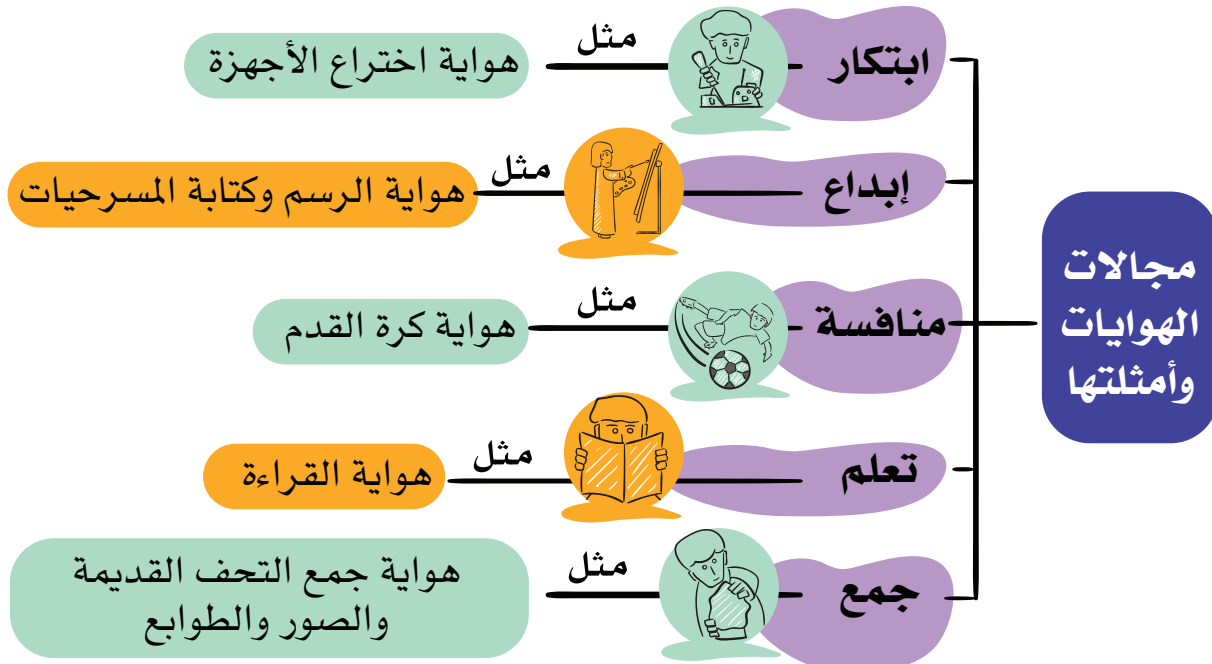 مجالات
الهوايات
وأمثلتها
ابتكار
مثل
هواية اختراع الأجهزة
إبداع
مثل
هواية الرسم وكتابة المسرحيات
منافسة
مثل
هواية كرة القدم
تعلم
مثل
هواية القراءة
جمع
مثل
هواية جمع التحف القديمة
والصور والطوابع